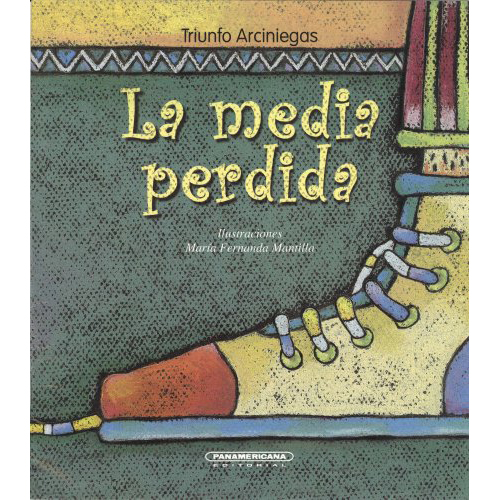 Triunfo Arciniegas
La media
perdida
Ilustraciones
María Fernanda Mantilla
PANAMERICANA
EDITORIAL